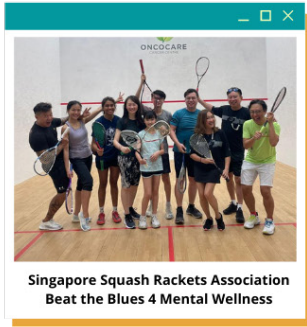 ONCOCARE
Singapore Squash Rackets Association
Beat the Blues 4 Mental Wellness